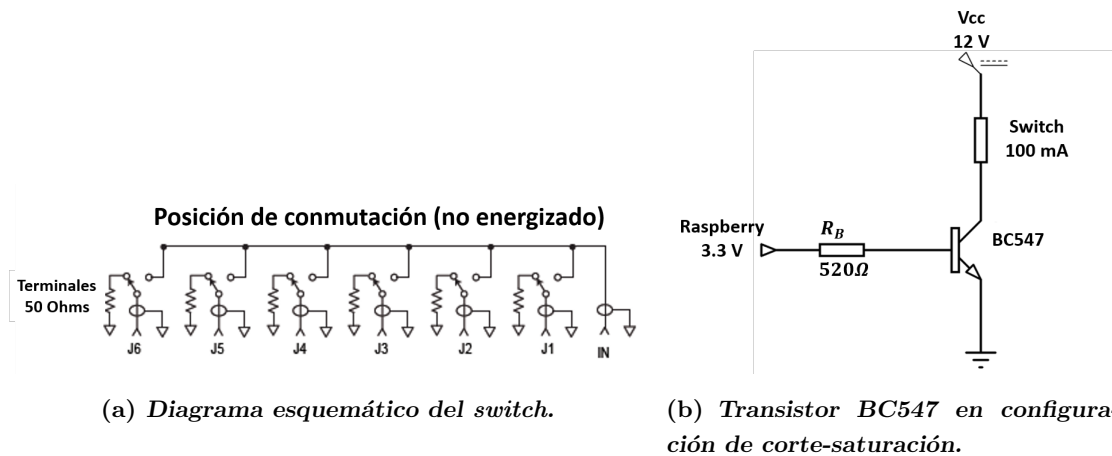 Posición de conmutación (no energizado)
Terminales
50 Ohms
J6
J5
J4
J3
J2
J1
IN
(a) Diagrama esquemático del switch.
Vcc
12 V
Switch
100 mA
Raspberry
3.3 V
R_B
520Ω
BC547
(b) Transistor BC547 en configura-
ción de corte-saturación.